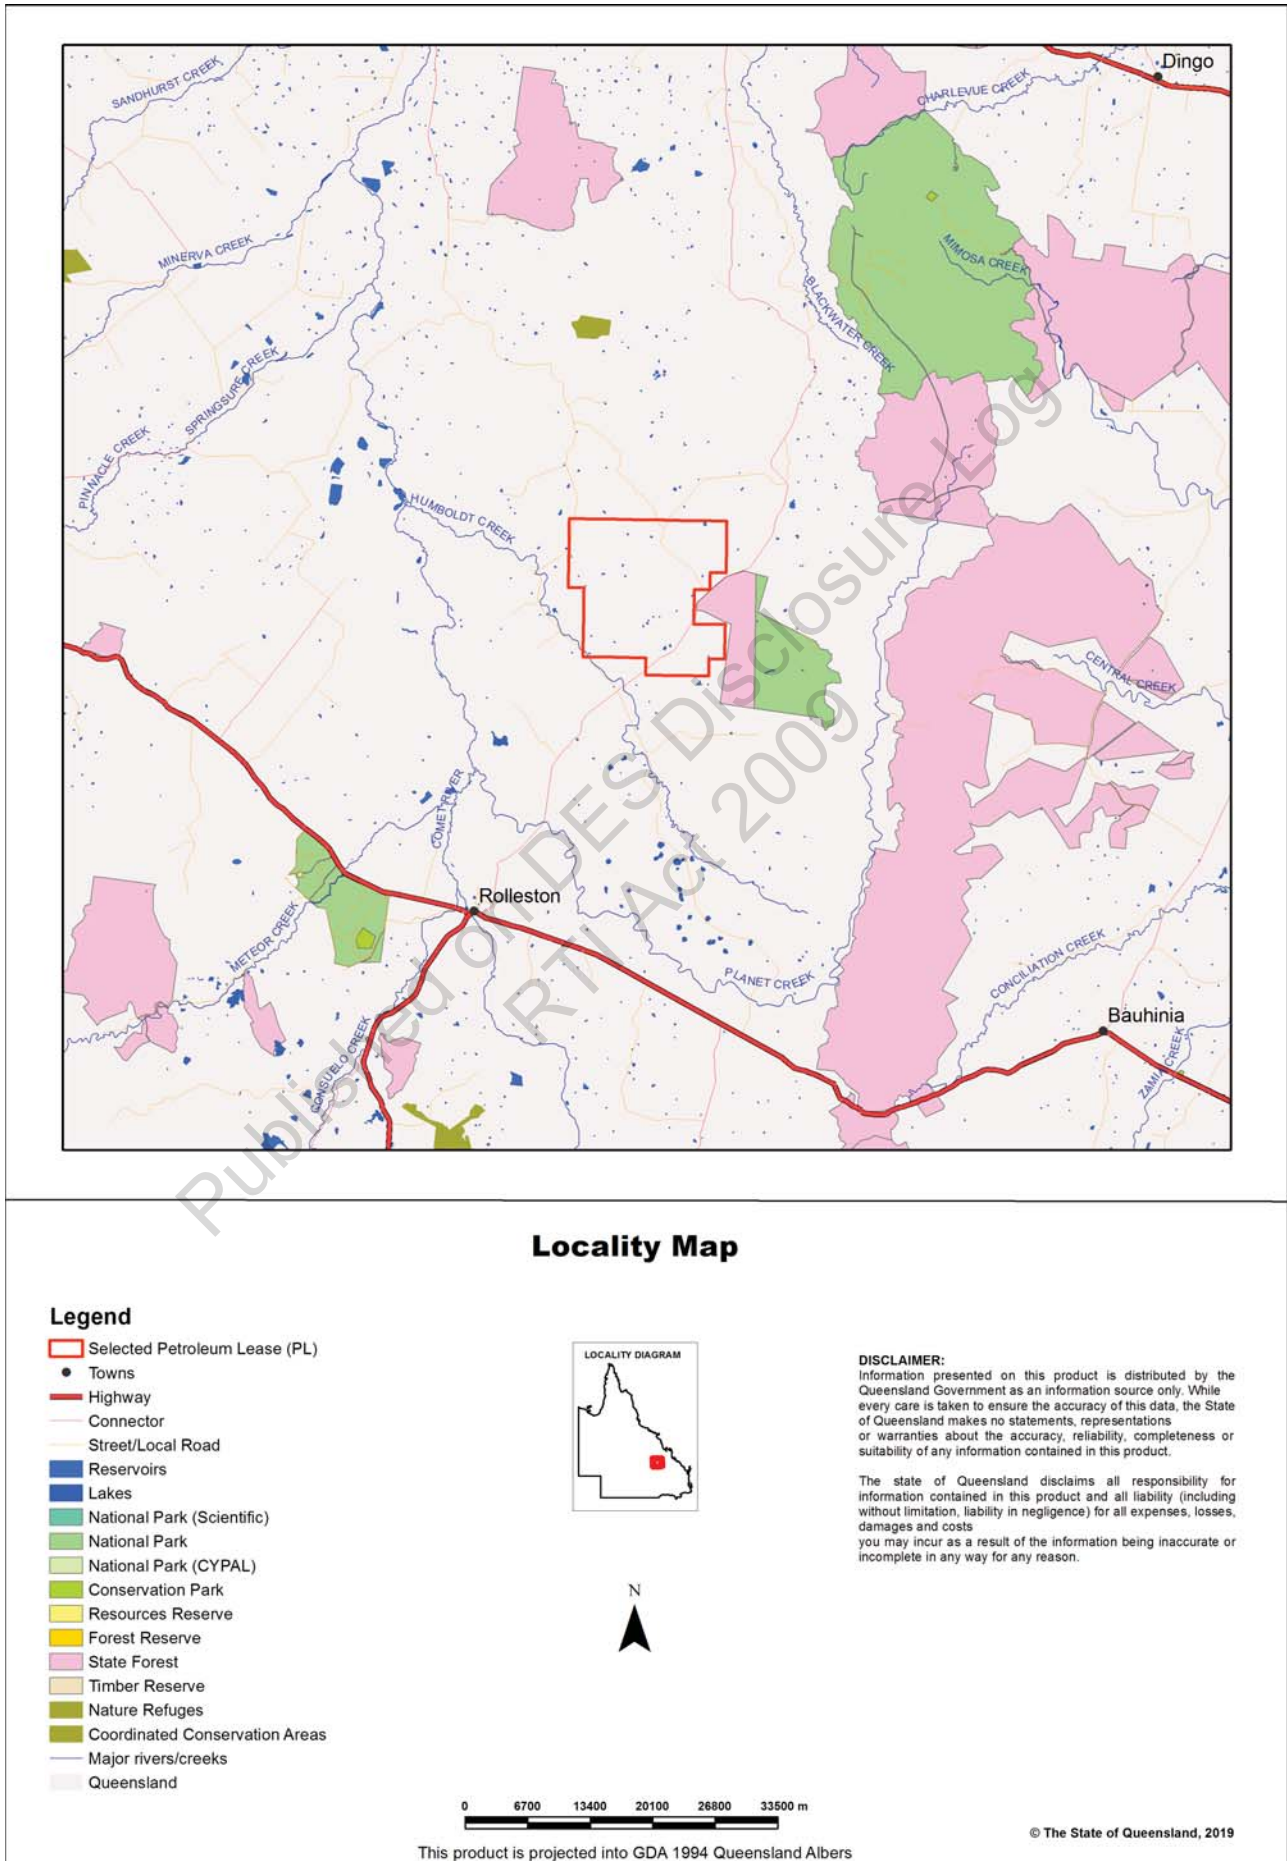 Dingo
SANDHURST CREEK
CHARLEVUE CREEK
MINERVA CREEK
MIMOSA CREEK
BLACKWATER CREEK
SPRINGSURE CREEK
PINNACLE CREEK
HUMBOLDT CREEK
CENTRAL CREEK
COMET RIVER
Rolleston
METEOR CREEK
PLANET CREEK
CONCILIATION CREEK
Bauhinia
CONSUELO CREEK
ZAMIA CREEK
Published on DES Disclosure Log
RTI Act 2009
Locality Map
Legend
Selected Petroleum Lease (PL)
Towns
Highway
Connector
Street/Local Road
Reservoirs
Lakes
National Park (Scientific)
National Park
National Park (CYPAL)
Conservation Park
Resources Reserve
Forest Reserve
State Forest
Timber Reserve
Nature Refuges
Coordinated Conservation Areas
Major rivers/creeks
Queensland
LOCALITY DIAGRAM
N
DISCLAIMER:
Information presented on this product is distributed by the
Queensland Government as an information source only. While
every care is taken to ensure the accuracy of this data, the State
of Queensland makes no statements, representations
or warranties about the accuracy, reliability, completeness or
suitability of any information contained in this product.
The state of Queensland disclaims all responsibility for
information contained in this product and all liability (including
without limitation, liability in negligence) for all expenses, losses,
damages and costs
you may incur as a result of the information being inaccurate or
incomplete in any way for any reason.
0 6700 13400 20100 26800 33500 m
This product is projected into GDA 1994 Queensland Albers
© The State of Queensland, 2019